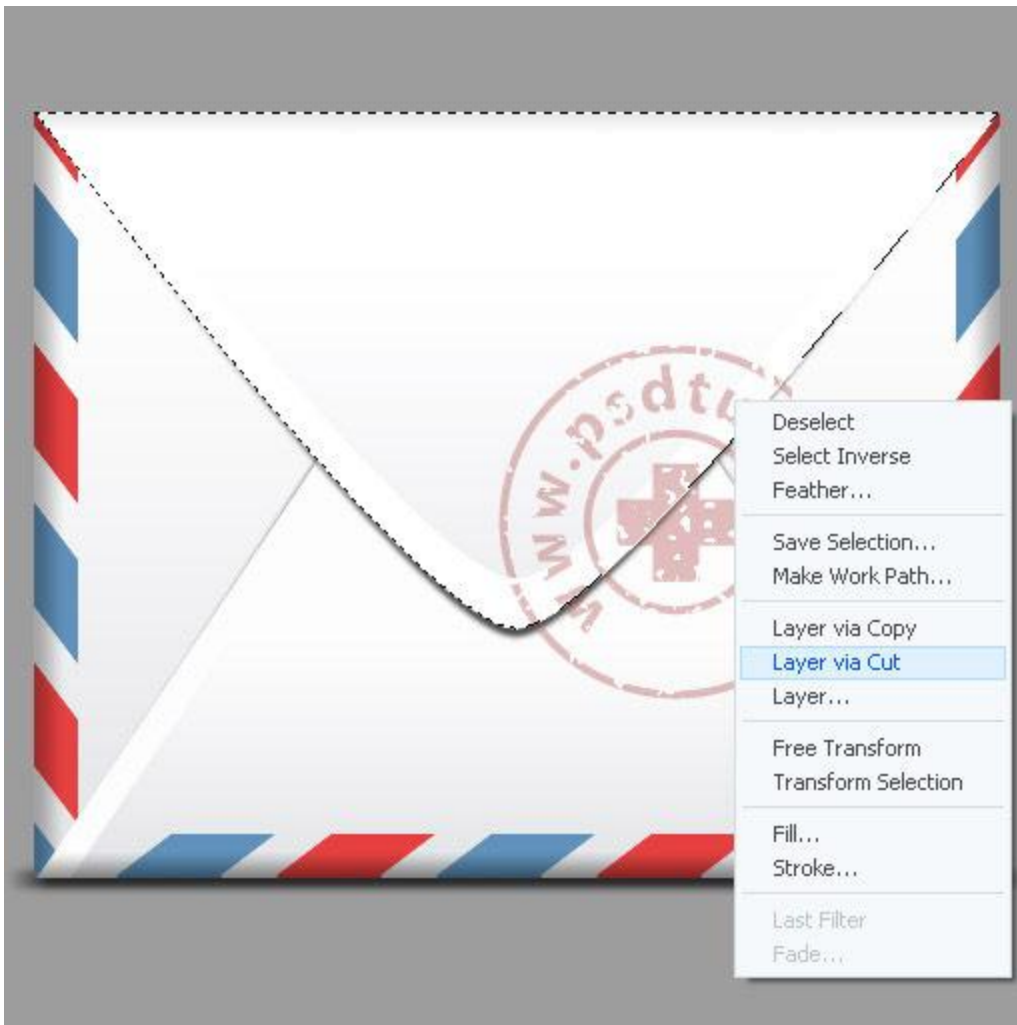 www.psdtu
Deselect
Select Inverse
Feather...
Save Selection...
Make Work Path...
Layer via Copy
Layer via Cut
Layer...
Free Transform
Transform Selection
Fill...
Stroke...
Last Filter
Fade...